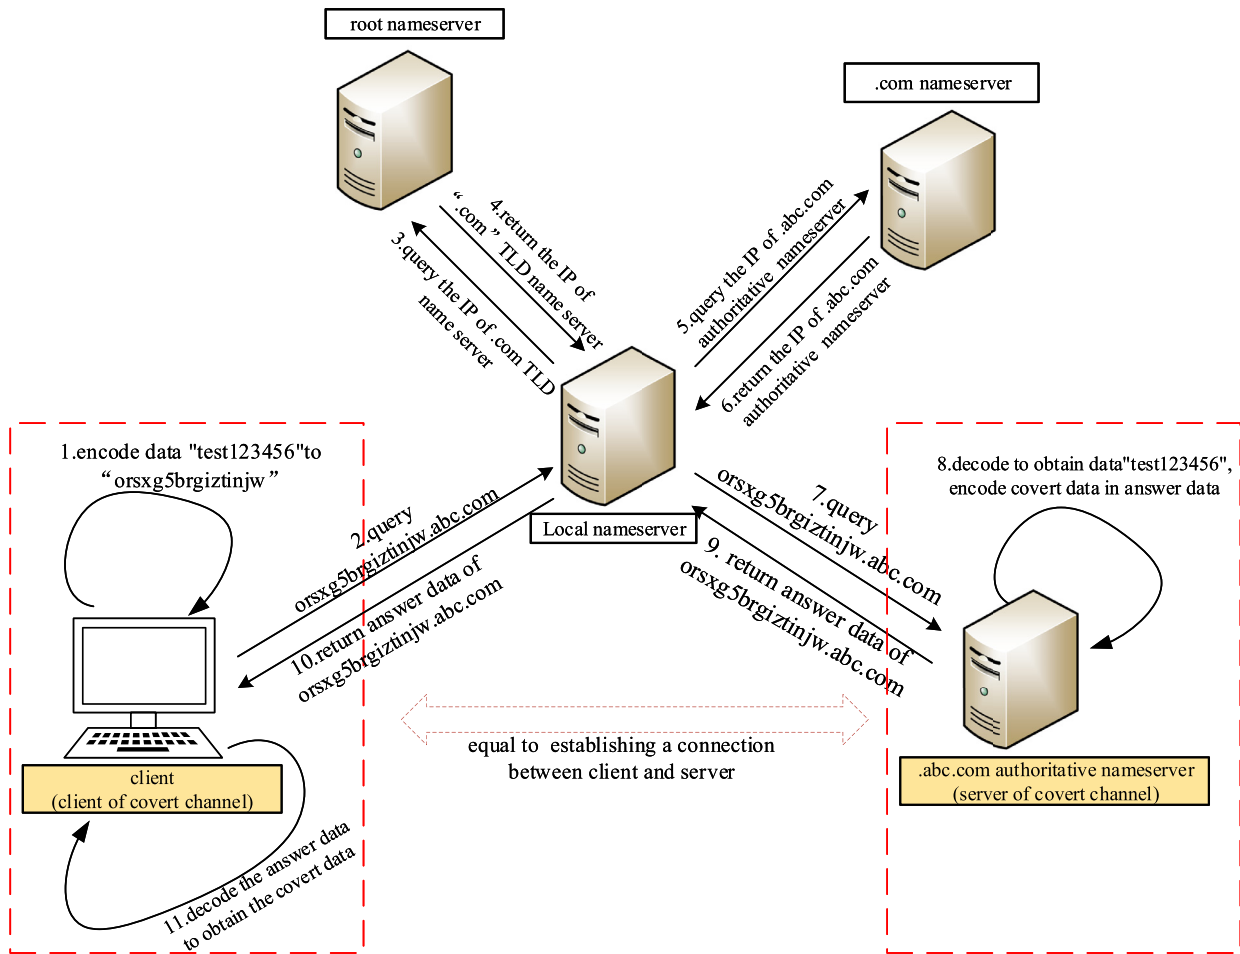 root nameserver
.com nameserver
4.return the IP of
“ .com ” TLD name server
3.query the IP of .com TLD
name server
5.query the IP of .abc.com
authoritative nameserver
6.return the IP of .abc.com
authoritative nameserver
1.encode data "test123456"to
“orsxg5brgiztinjw”
2.query
orsxg5brgiztinjw.abc.com
10.return answer data of
orsxg5brgiztinjw.abc.com
Local nameserver
7.query
orsxg5brgiztinjw.abc.com
9. return answer data of
orsxg5brgiztinjw.abc.com
8.decode to obtain data"test123456",
encode covert data in answer data
equal to establishing a connection
between client and server
client
(client of covert channel)
.abc.com authoritative nameserver
(server of covert channel)
11.decode the answer data
to obtain the covert data